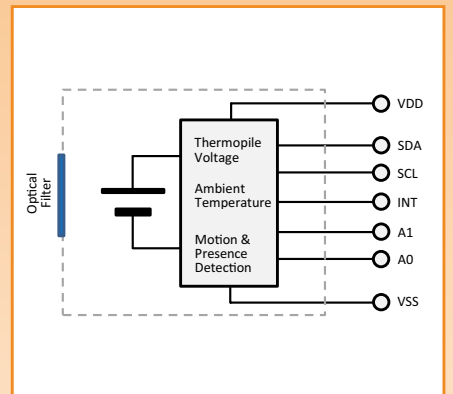 Optical
Filter
Thermopile
Voltage
Ambient
Temperature
Motion &
Presence
Detection
VDD
SDA
SCL
INT
A1
A0
VSS